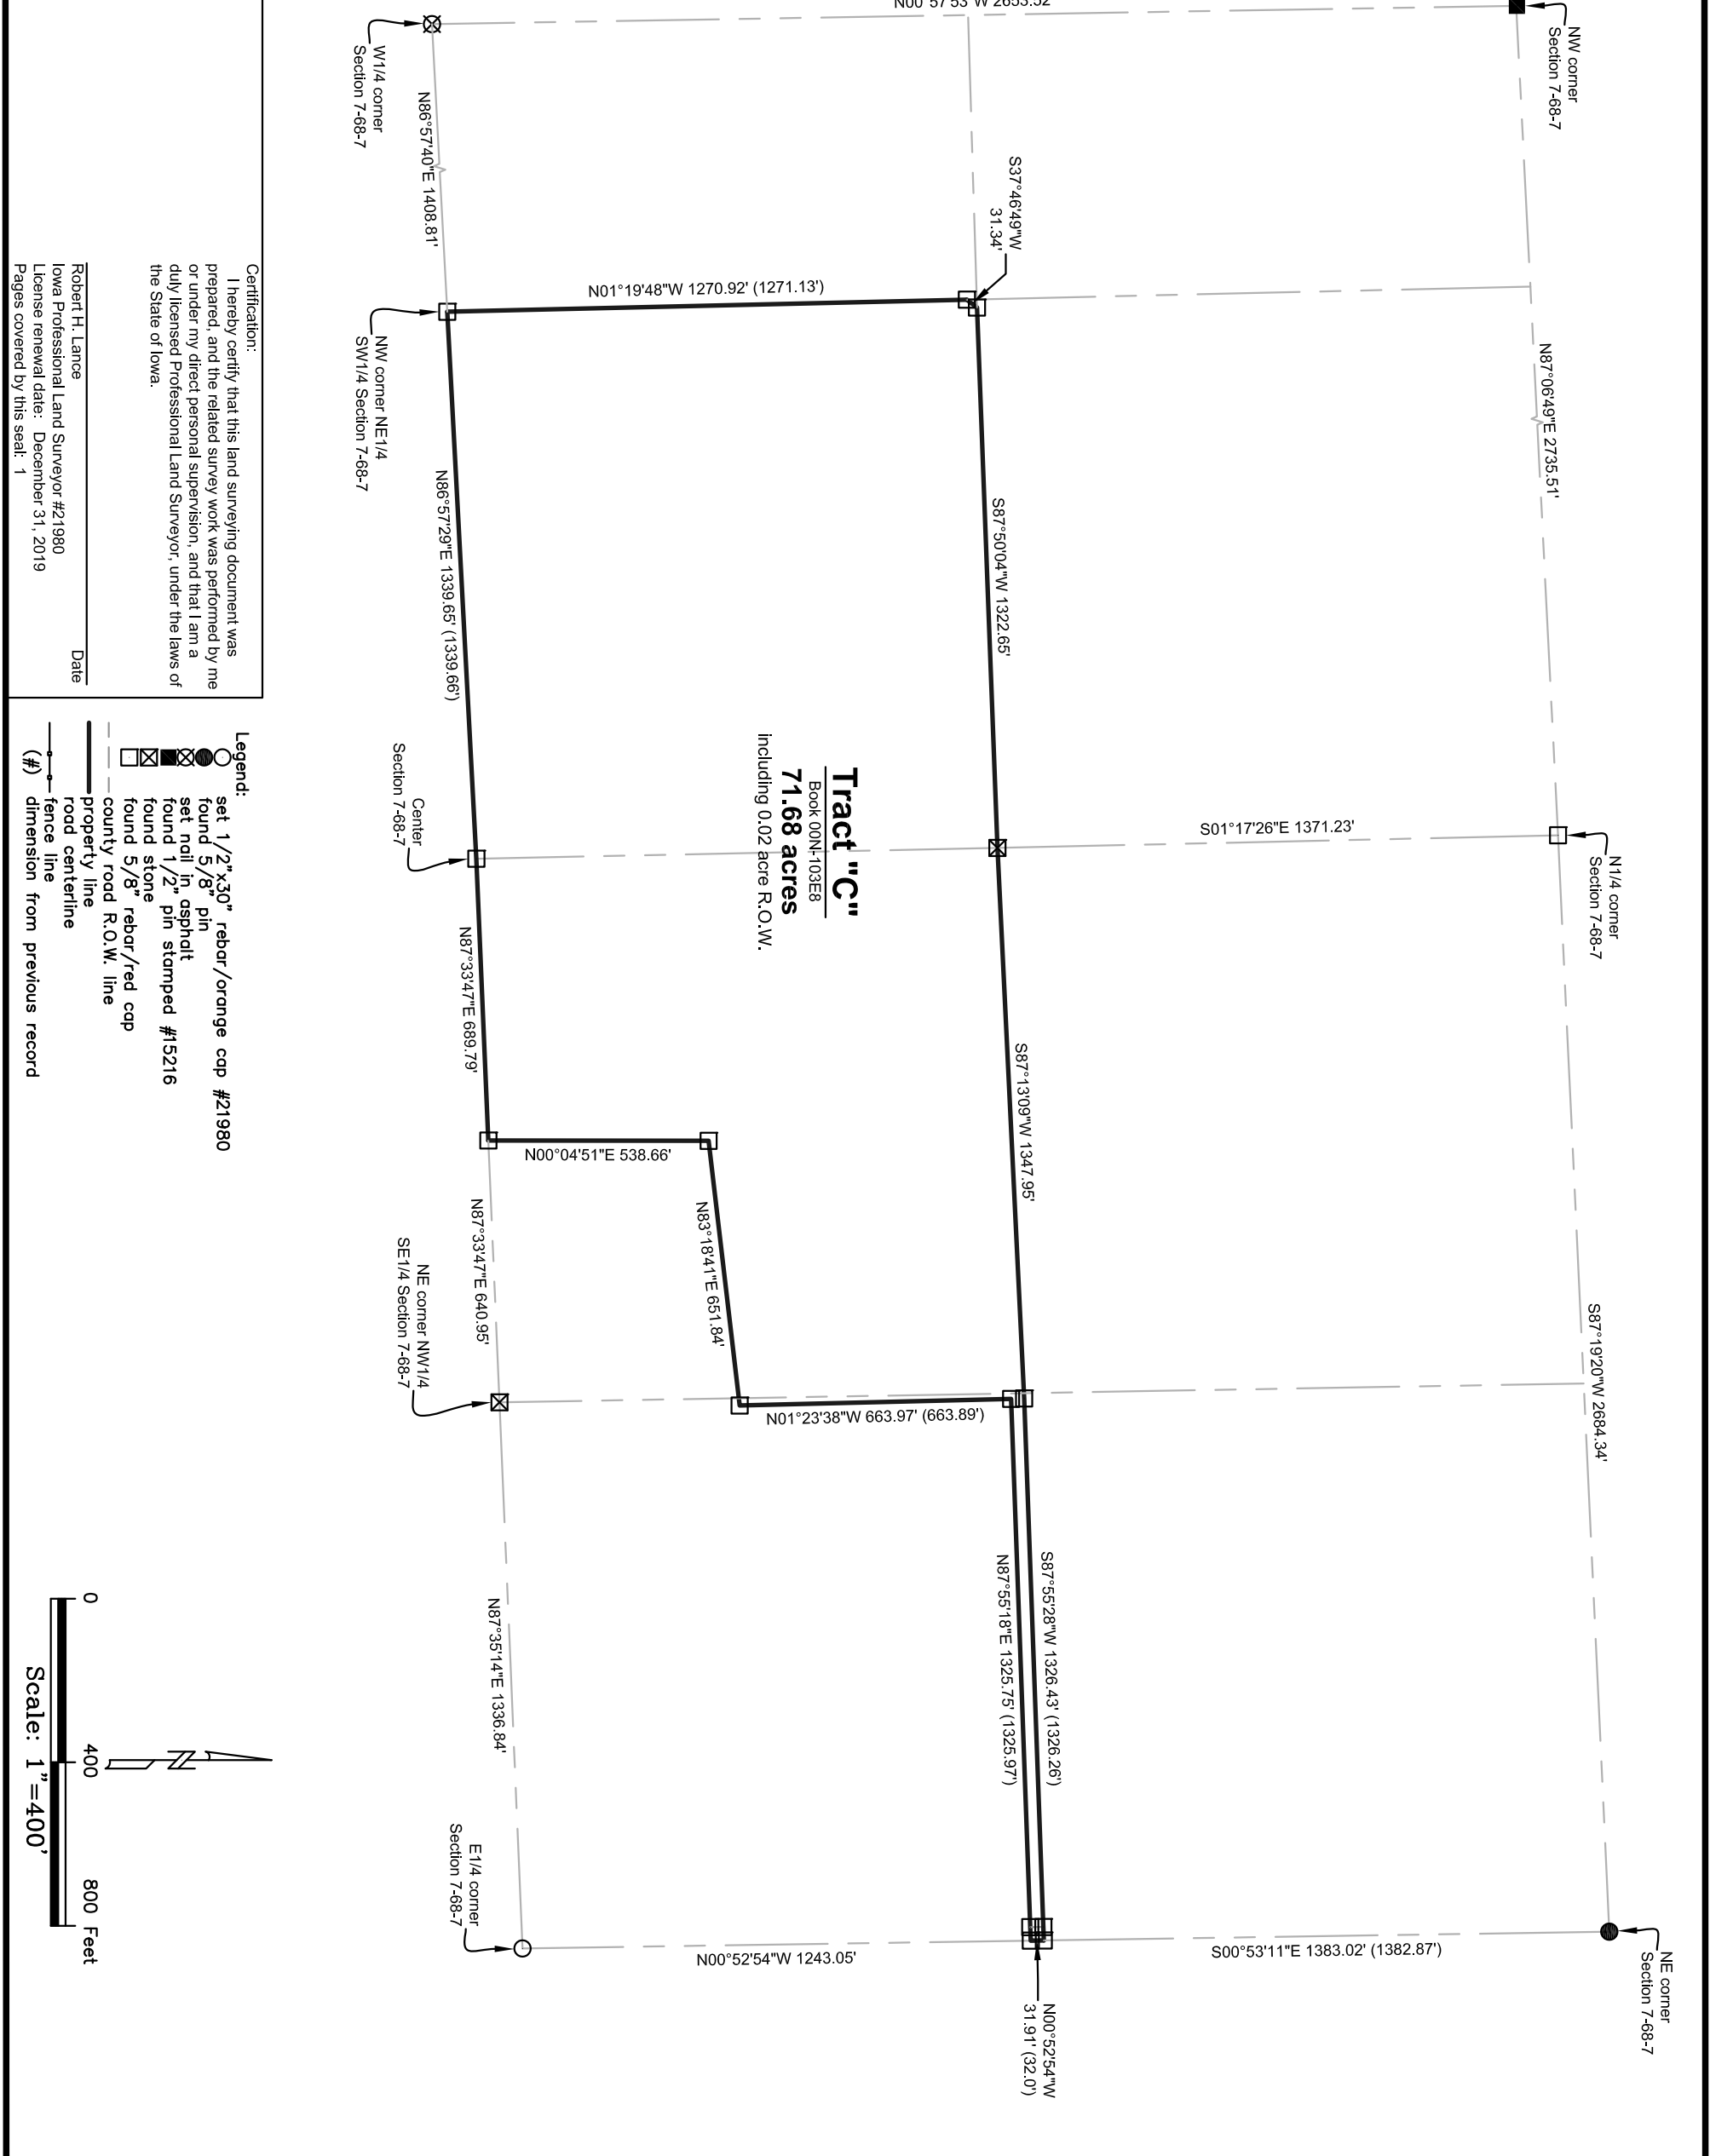 N00°57'53"W 2653.52'
NW corner
Section 7-68-7
N87°06'49"E 2735.51'
N1/4 corner
Section 7-68-7
S87°19'20"W 2684.34'
NE corner
Section 7-68-7
S01°17'26"E 1371.23'
S00°53'11"E 1383.02' (1382.87')
S37°46'49"W
31.34'
S87°50'04"W 1322.65'
S87°13'09"W 1347.95'
S87°55'28"W 1326.43' (1326.26')
N87°55'18"E 1325.75' (1325.97')
N00°52'54"W
31.91' (32.0')
N01°19'48"W 1270.92' (1271.13')
Tract "C"
Book 00N-103E8
71.68 acres
including 0.02 acre R.O.W.
N01°23'38"W 663.97' (663.89')
N83°18'41"E 651.84'
N00°04'51"E 538.66'
N00°52'54"W 1243.05'
W1/4 corner
Section 7-68-7
N86°57'40"E 1408.81'
NW corner NE1/4
SW1/4 Section 7-68-7
N86°57'29"E 1339.65' (1339.66')
Center
Section 7-68-7
N87°33'47"E 689.79'
N87°33'47"E 640.95'
NE corner NW1/4
SE1/4 Section 7-68-7
N87°35'14"E 1336.84'
E1/4 corner
Section 7-68-7
Certification:
I hereby certify that this land surveying document was
prepared, and the related survey work was performed by me
or under my direct personal supervision, and that I am a
duly licensed Professional Land Surveyor, under the laws of
the State of Iowa.
Robert H. Lance Date
Iowa Professional Land Surveyor #21980
License renewal date: December 31, 2019
Pages covered by this seal: 1
Legend:
set 1/2"x30" rebar/orange cap #21980
found 5/8" pin
set nail in asphalt
found 1/2" pin stamped #15216
found stone
found 5/8" rebar/red cap
county road R.O.W. line
property line
road centerline
fence line
(#) dimension from previous record
N
0 400 800 Feet
Scale: 1"=400'